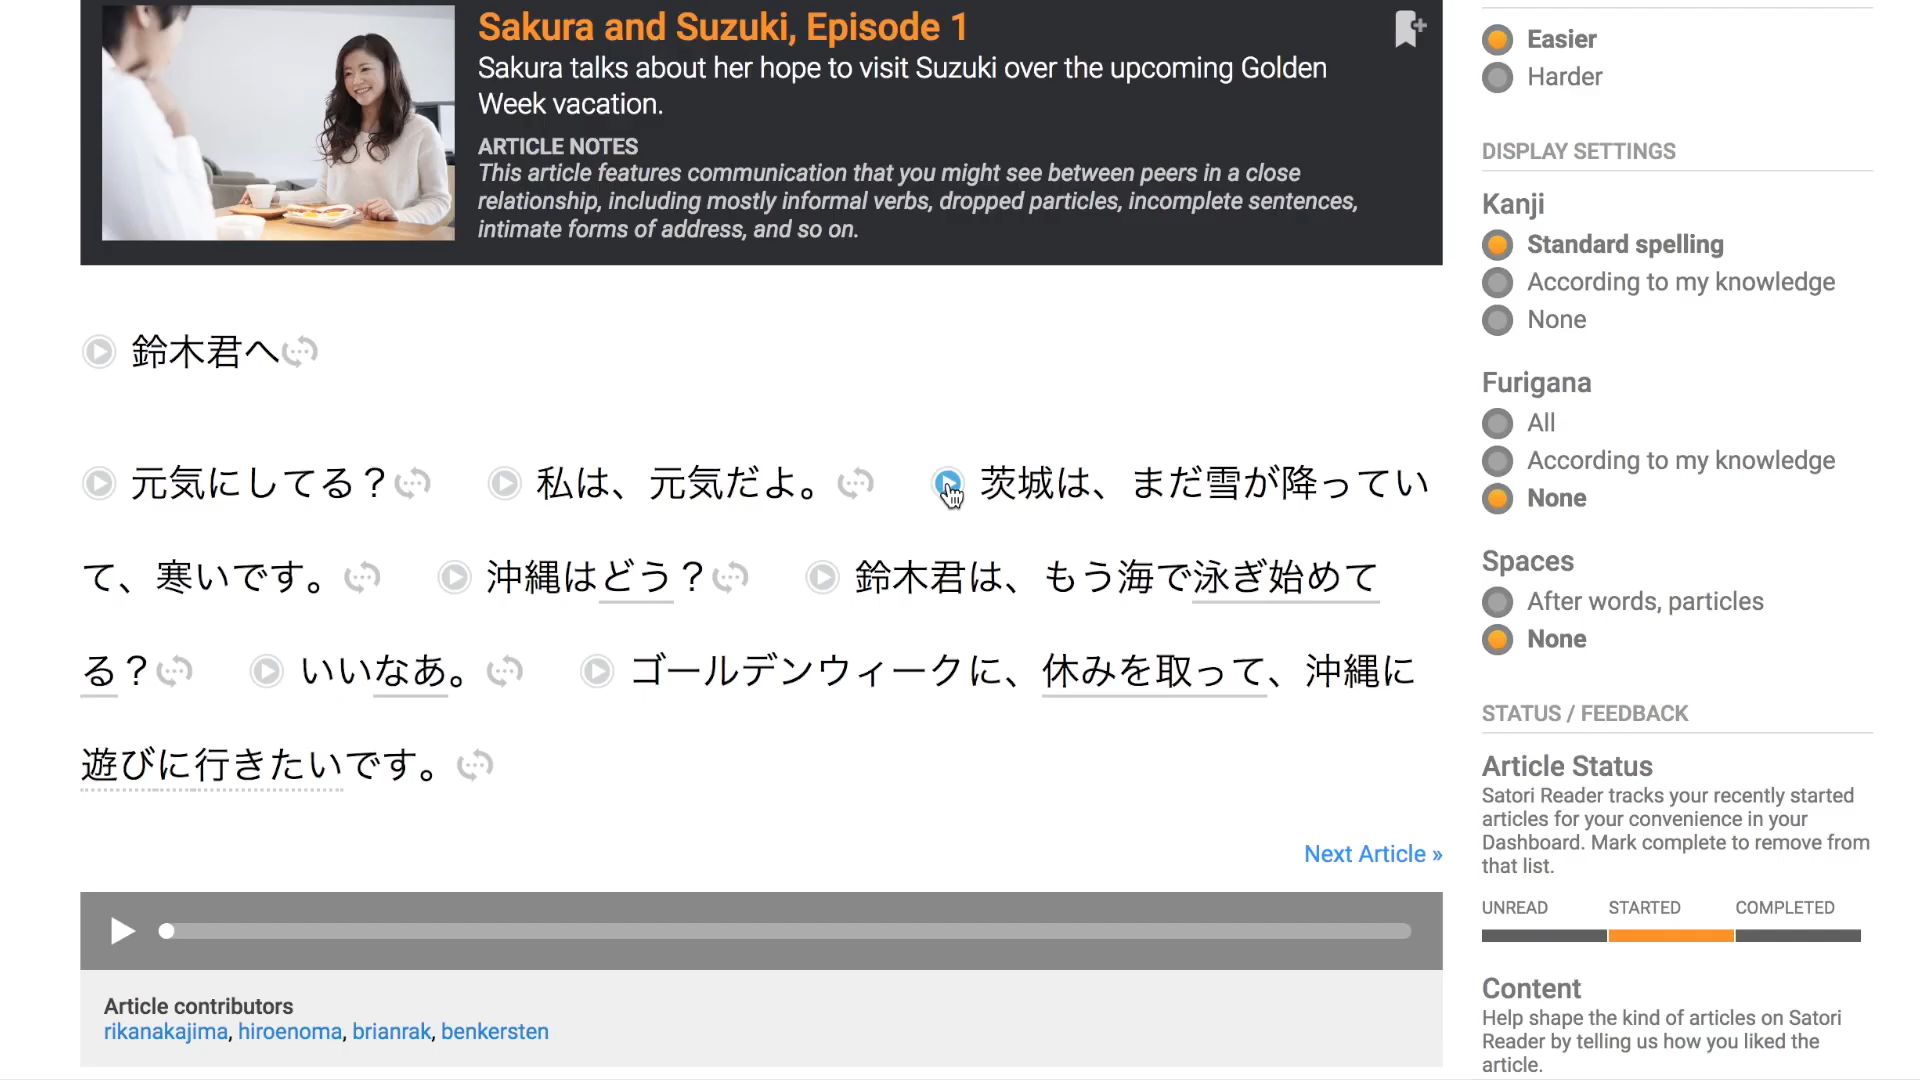 Sakura and Suzuki, Episode 1
Sakura talks about her hope to visit Suzuki over the upcoming Golden
Week vacation.
ARTICLE NOTES
This article features communication that you might see between peers in a close
relationship, including mostly informal verbs, dropped particles, incomplete sentences,
intimate forms of address, and so on.
鈴木君へ
元気にしてる？ 私は、元気だよ。 茨城は、まだ雪が降ってい
て、寒いです。 沖縄はどう？ 鈴木君は、もう海で泳ぎ始めて
る？ いいなあ。 ゴールデンウィークに、休みを取って、沖縄に
遊びに行きたいです。
Next Article »
Article contributors
rikanakajima, hiroenoma, brianrak, benkersten
Easier
Harder
DISPLAY SETTINGS
Kanji
Standard spelling
According to my knowledge
None
Furigana
All
According to my knowledge
None
Spaces
After words, particles
None
STATUS / FEEDBACK
Article Status
Satori Reader tracks your recently started
articles for your convenience in your
Dashboard. Mark complete to remove from
that list.
UNREAD STARTED COMPLETED
Content
Help shape the kind of articles on Satori
Reader by telling us how you liked the
article.